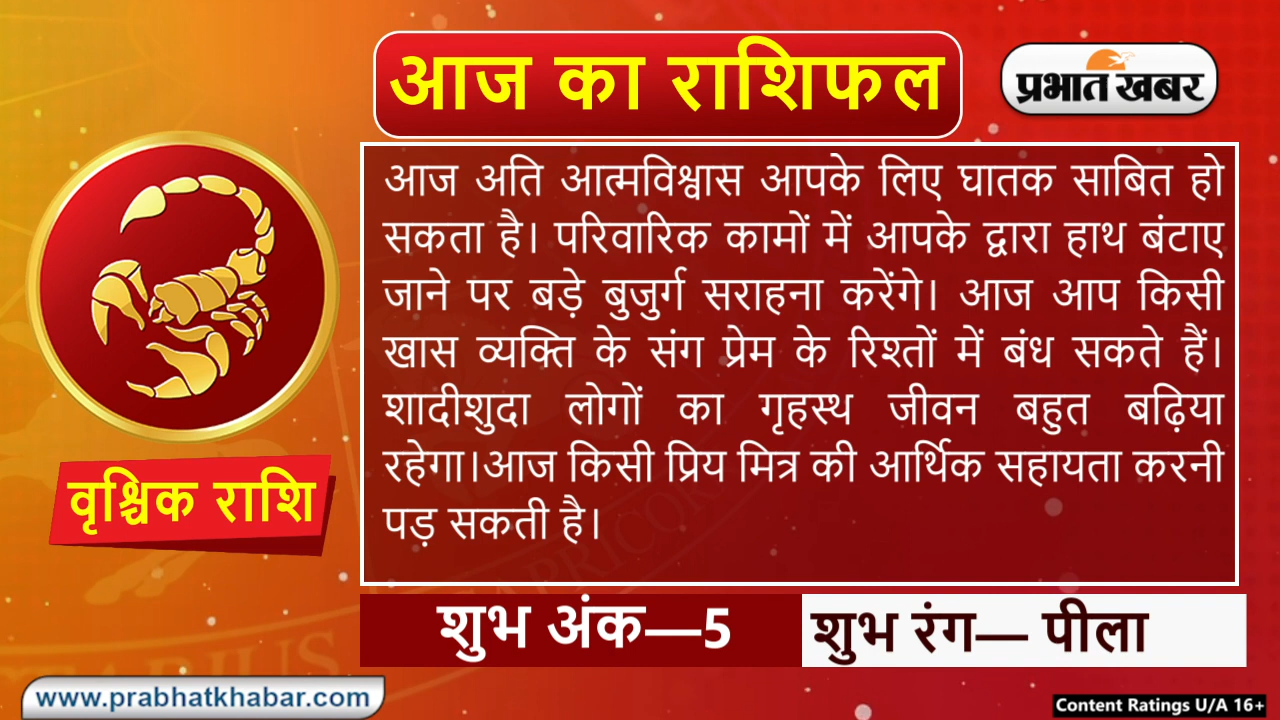 आज का राशिफल
प्रभात खबर
आज अति आत्मविश्वास आपके लिए घातक साबित हो
सकता है। परिवारिक कामों में आपके द्वारा हाथ बंटाए
जाने पर बड़े बुजुर्ग सराहना करेंगे। आज आप किसी
खास व्यक्ति के संग प्रेम के रिश्तों में बंध सकते हैं।
शादीशुदा लोगों का गृहस्थ जीवन बहुत बढ़िया
रहेगा।आज किसी प्रिय मित्र की आर्थिक सहायता करनी
पड़ सकती है।
वृश्चिक राशि
शुभ अंक—5
शुभ रंग— पीला
www.prabhatkhabar.com
Content Ratings U/A 16+